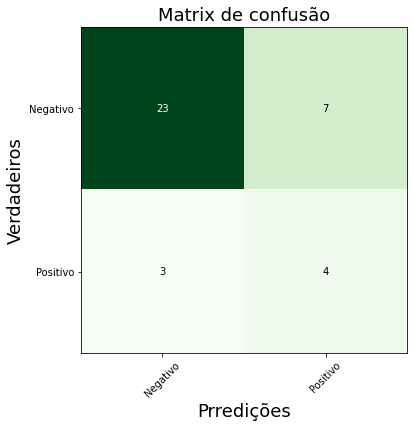 Matrix de confusão
Verdadeiros
Negativo
23
7
Positivo
3
4
Negativo
Positivo
Prredições